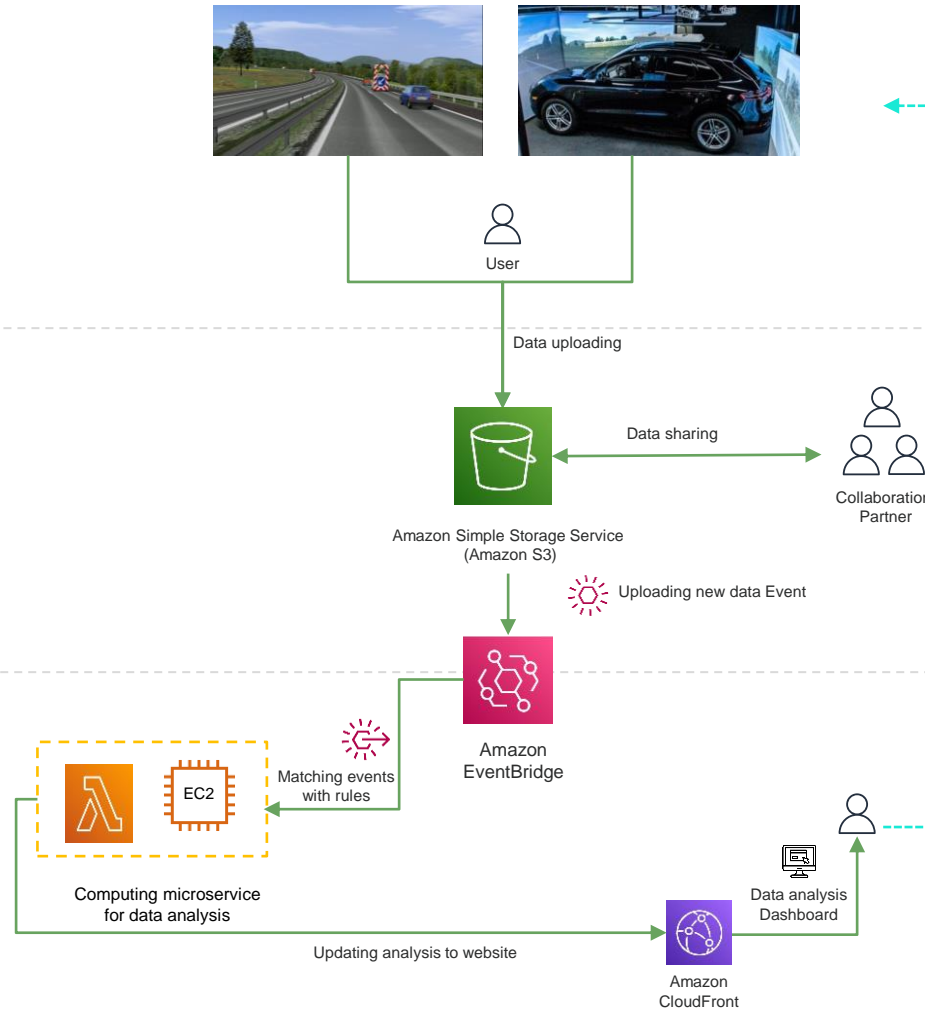 User
Data uploading
Data sharing
Collaboration
Partner
Amazon Simple Storage Service
(Amazon S3)
Uploading new data Event
Amazon
EventBridge
Matching events
with rules
EC2
Computing microservice
for data analysis
Data analysis
Dashboard
Updating analysis to website
Amazon
CloudFront